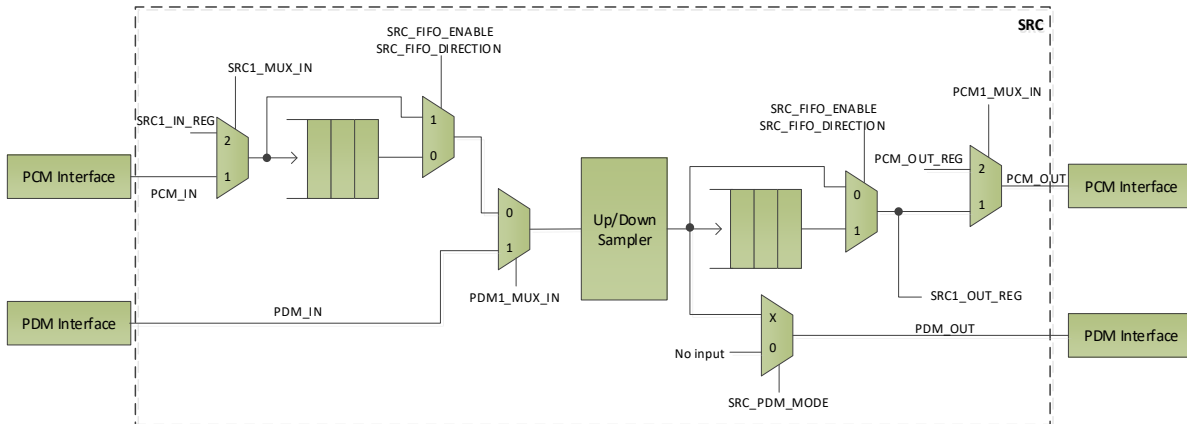 SRC
SRC_FIFO_ENABLE
SRC_FIFO_DIRECTION
SRC1_MUX_IN
PCM1_MUX_IN
SRC_FIFO_ENABLE
SRC_FIFO_DIRECTION
SRC1_IN_REG
1
2
0
PCM_OUT_REG
2
PCM Interface
PCM_IN
1
0
PCM_OUT
PCM Interface
0
1
Up/Down
Sampler
1
1
PDM1_MUX_IN
SRC1_OUT_REG
PDM Interface
PDM_IN
X
PDM_OUT
PDM Interface
No input
0
SRC_PDM_MODE